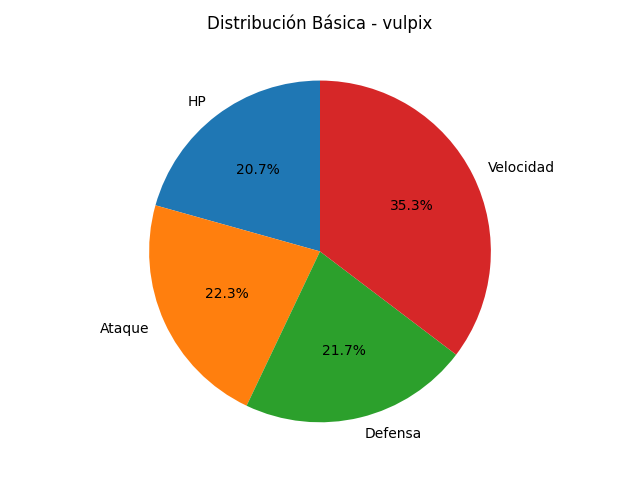 Distribución Básica - vulpix
HP
20.7%
Velocidad
35.3%
Ataque
22.3%
Defensa
21.7%